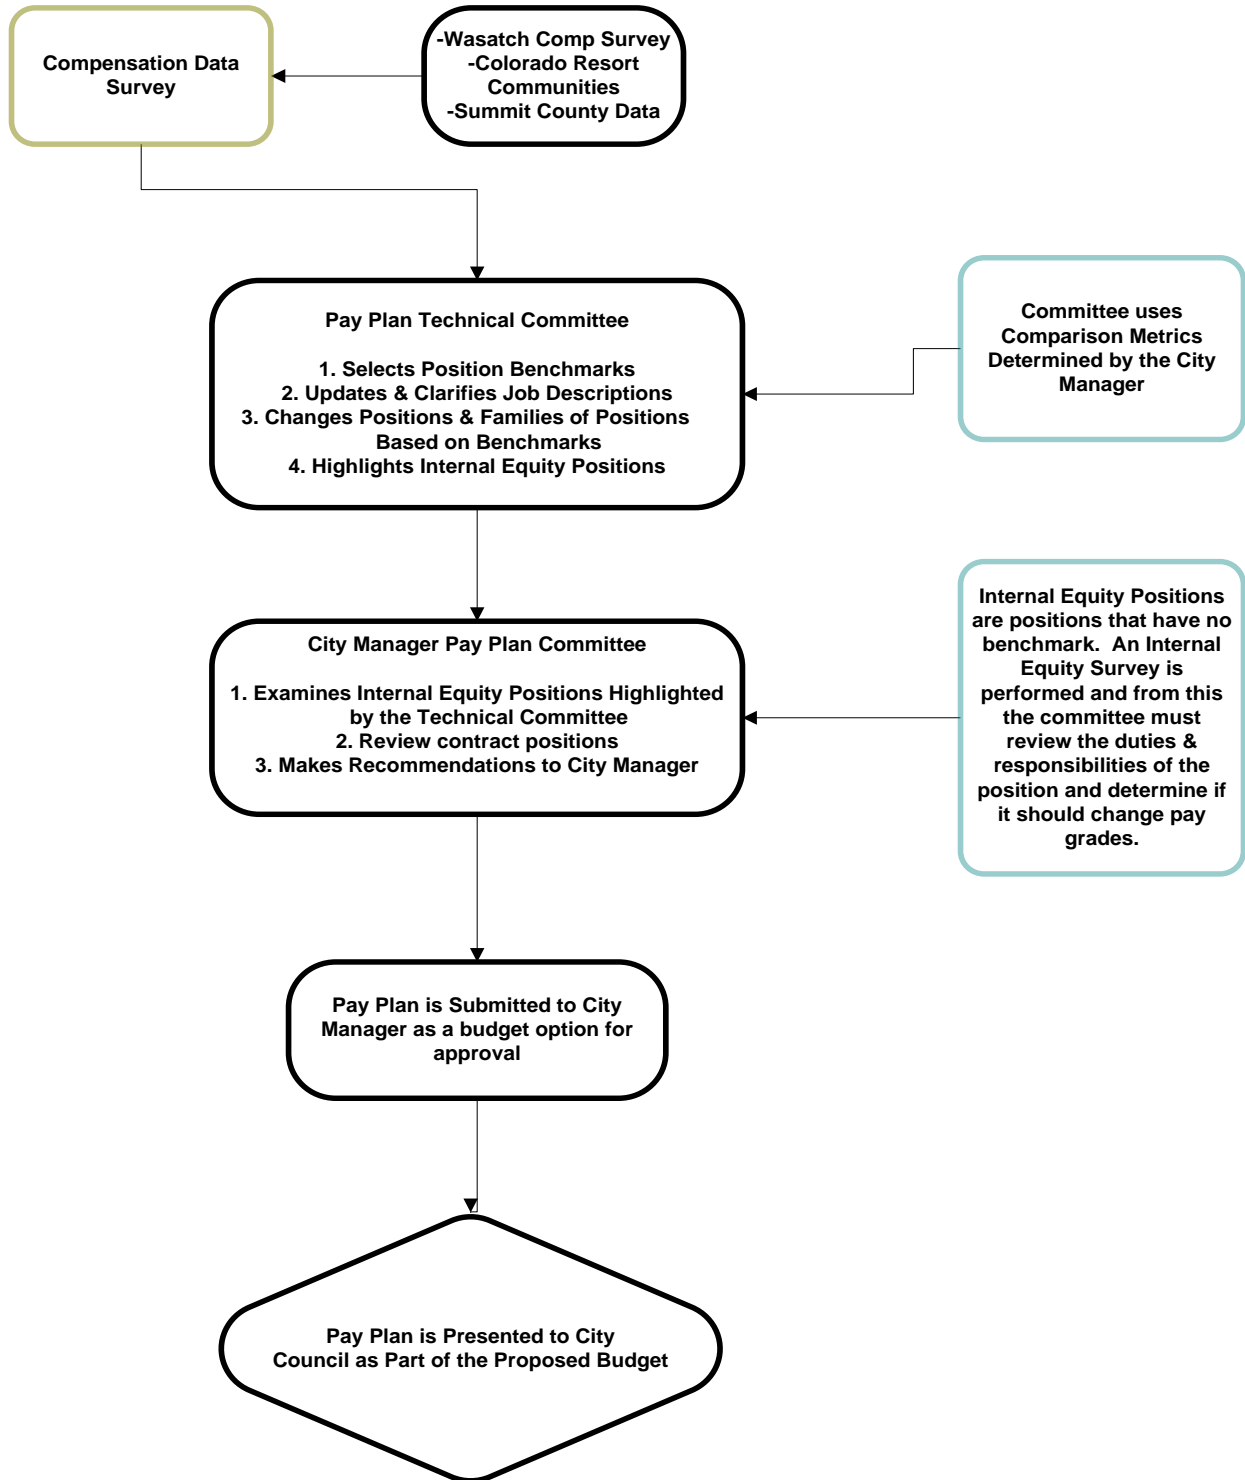 Compensation Data
Survey
-Wasatch Comp Survey
-Colorado Resort
Communities
-Summit County Data
Pay Plan Technical Committee
1. Selects Position Benchmarks
2. Updates & Clarifies Job Descriptions
3. Changes Positions & Families of Positions
Based on Benchmarks
4. Highlights Internal Equity Positions
Committee uses
Comparison Metrics
Determined by the City
Manager
City Manager Pay Plan Committee
1. Examines Internal Equity Positions Highlighted
by the Technical Committee
2. Review contract positions
3. Makes Recommendations to City Manager
Internal Equity Positions
are positions that have no
benchmark.  An Internal
Equity Survey is
performed and from this
the committee must
review the duties &
responsibilities of the
position and determine if
it should change pay
grades.
Pay Plan is Submitted to City
Manager as a budget option for
approval
Pay Plan is Presented to City
Council as Part of the Proposed Budget